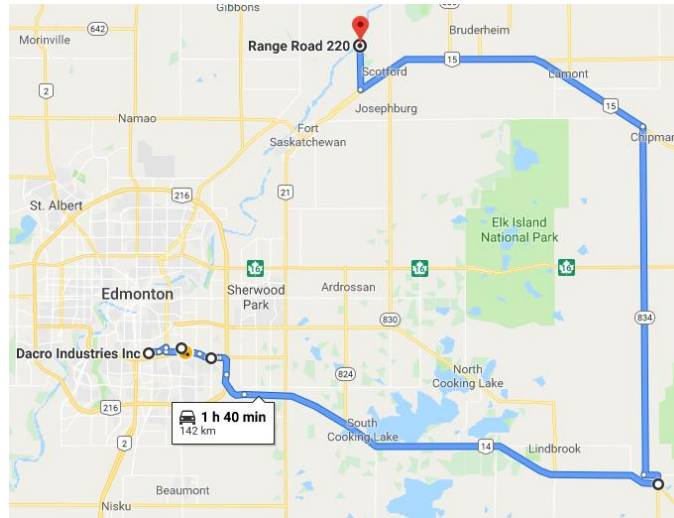 Gibbons
642
Morinville
Bruderheim
Range Road 220
15
Scotford
Lamont
2
15
Josephburg
Namao
Fort
Saskatchewan
Chipman
216
21
St. Albert
Elk Island
National Park
16
16
16
Edmonton
Sherwood
Park
Ardrossan
834
830
Dacro Industries Inc
North
Cooking Lake
824
216
1 h 40 min
142 km
South
Cooking Lake
14
Lindbrook
2
Beaumont
Nisku